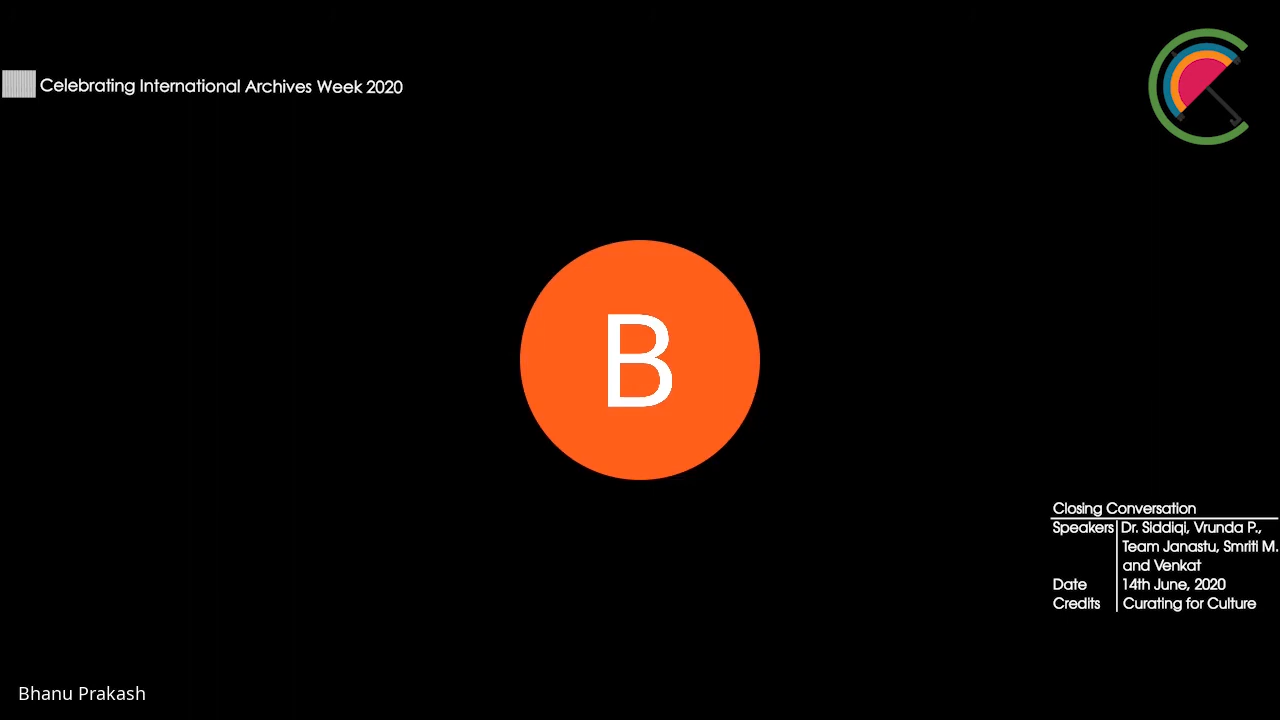 Celebrating International Archives Week 2020
B
Closing Conversation
Speakers Dr. Siddiqi, Vrunda P.,
Team Janastu, Smriti M.
and Venkat
Date 14th June, 2020
Credits Curating for Culture
Bhanu Prakash